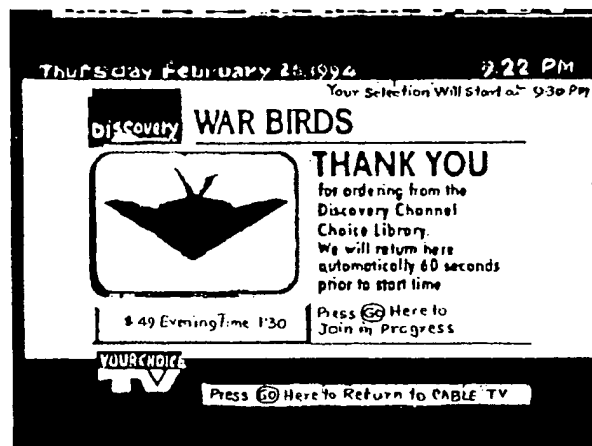 Thursday February 26, 1994 9:22 PM
Your Selection Will Start at 9:30 PM
Discovery WAR BIRDS
THANK YOU
for ordering from the
Discovery Channel
Choice Library.
We will return here
automatically 60 seconds
prior to start time
$ .49 Evening Time 1:30
Press GO Here to
Join in Progress
YOUR CHOICE
TV
Press GO Here to Return to CABLE TV